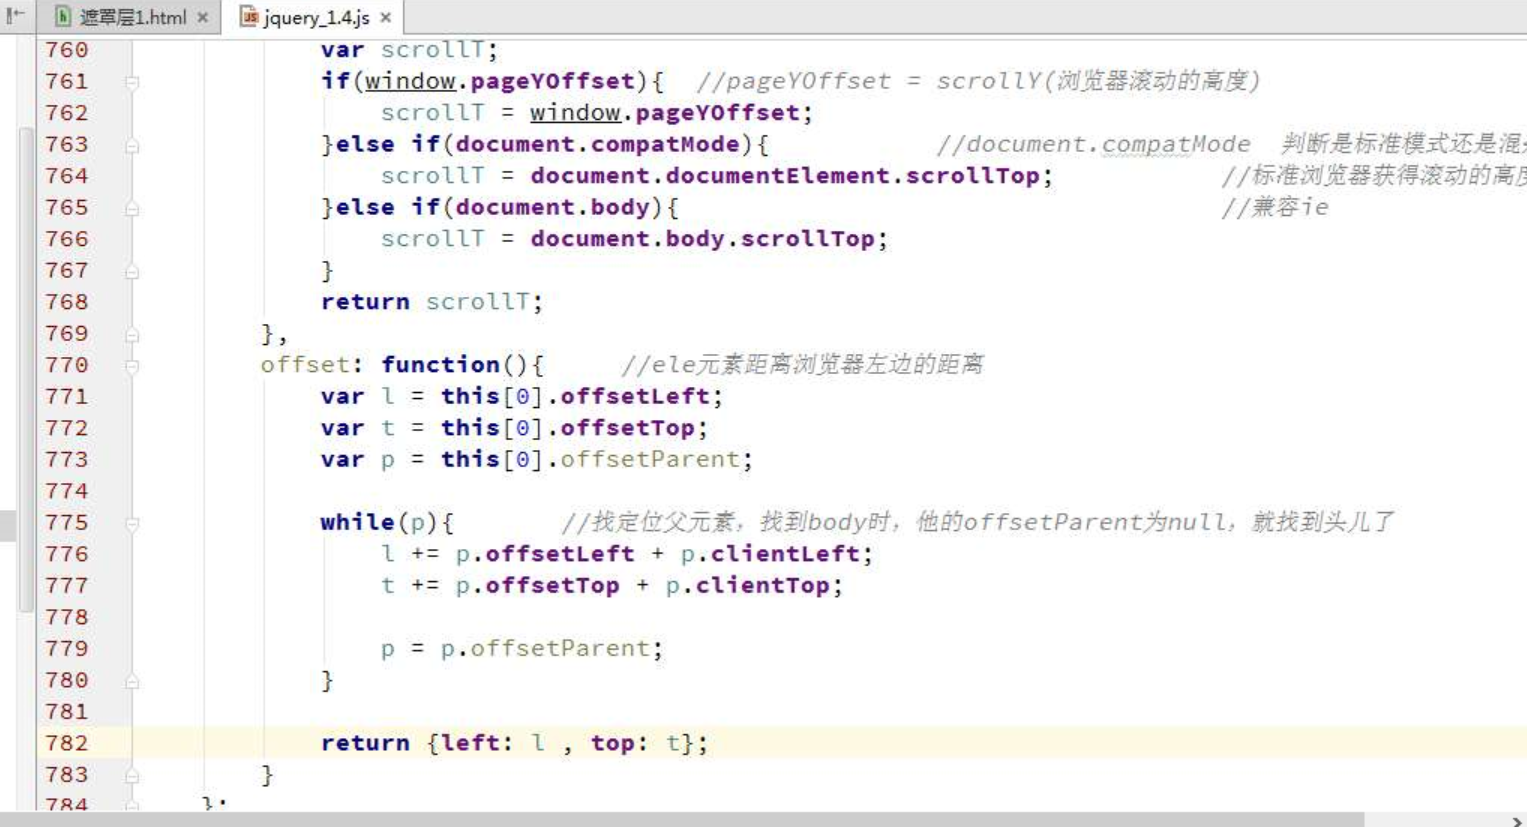 遮罩层1.html × jquery_1.4.js ×
760 var scrollT;
761 if(window.pageYOffset){ //pageYOffset = scrollY(浏览器滚动的高度)
762 scrollT = window.pageYOffset;
763 }else if(document.compatMode){ //document.compatMode 判断是标准模式还是混
764 scrollT = document.documentElement.scrollTop; //标准浏览器获得滚动的高度
765 }else if(document.body){ //兼容ie
766 scrollT = document.body.scrollTop;
767 }
768 return scrollT;
769 },
770 offset: function(){ //ele元素距离浏览器左边的距离
771 var l = this[0].offsetLeft;
772 var t = this[0].offsetTop;
773 var p = this[0].offsetParent;
774
775 while(p){ //找定位父元素，找到body时，他的offsetParent为null，就找到头儿了
776 l += p.offsetLeft + p.clientLeft;
777 t += p.offsetTop + p.clientTop;
778
779 p = p.offsetParent;
780 }
781
782 return {left: l , top: t};
783 }
784 };